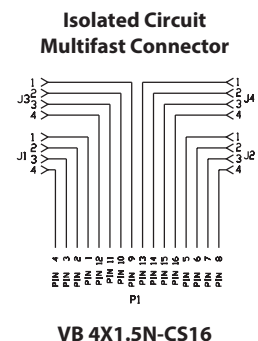 Isolated Circuit
Multifast Connector
1
2
J3
3
4
1
2
J4
3
4
1
2
J1
3
4
1
2
J2
3
4
PIN 4
PIN 3
PIN 2
PIN 1
PIN 12
PIN 11
PIN 10
PIN 9
PIN 13
PIN 14
PIN 15
PIN 16
PIN 5
PIN 6
PIN 7
PIN 8
P1
VB 4X1.5N-CS16